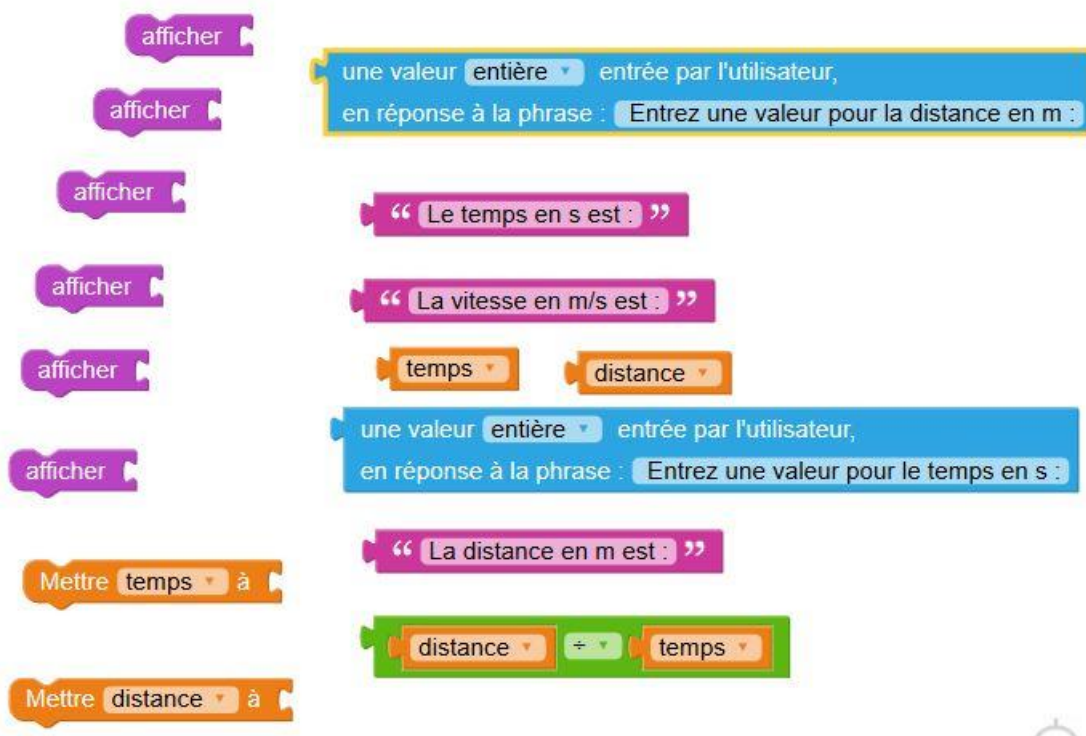 afficher
une valeur entière entrée par l'utilisateur,
en réponse à la phrase : Entrez une valeur pour la distance en m :
afficher
afficher
“ Le temps en s est : ”
afficher
“ La vitesse en m/s est : ”
afficher
temps
distance
une valeur entière entrée par l'utilisateur,
en réponse à la phrase : Entrez une valeur pour le temps en s :
afficher
“ La distance en m est : ”
Mettre temps à
distance ÷ temps
Mettre distance à